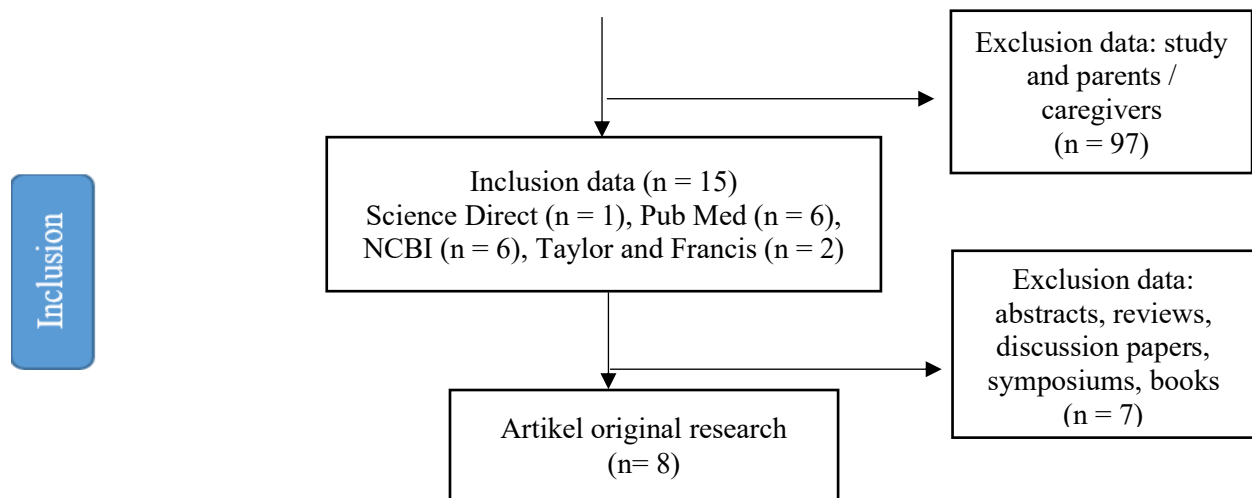 Exclusion data: study
and parents /
caregivers
(n = 97)
Inclusion data (n = 15)
Science Direct (n = 1), Pub Med (n = 6),
NCBI (n = 6), Taylor and Francis (n = 2)
Inclusion
Exclusion data:
abstracts, reviews,
discussion papers,
symposiums, books
(n = 7)
Artikel original research
(n= 8)